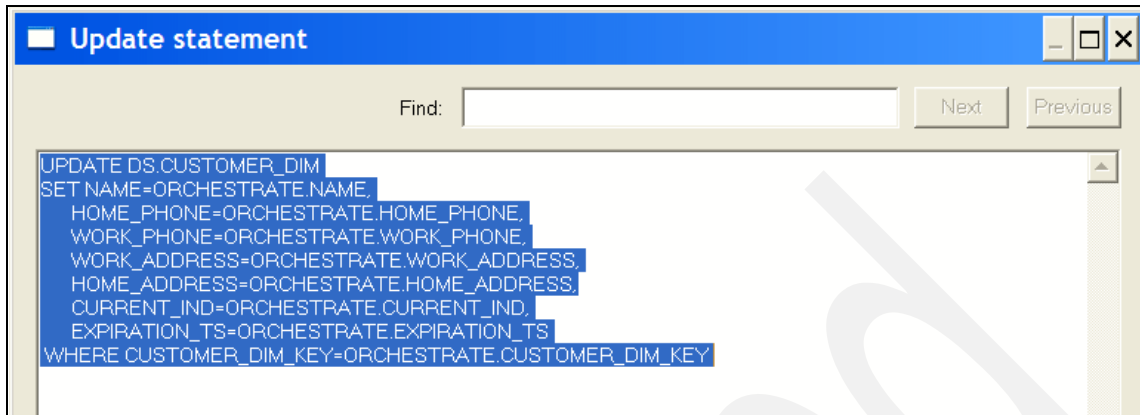 Update statement
Find:
Next
Previous
UPDATE DS.CUSTOMER_DIM
SET NAME=ORCHESTRATE.NAME,
HOME_PHONE=ORCHESTRATE.HOME_PHONE,
WORK_PHONE=ORCHESTRATE.WORK_PHONE,
WORK_ADDRESS=ORCHESTRATE.WORK_ADDRESS,
HOME_ADDRESS=ORCHESTRATE.HOME_ADDRESS,
CURRENT_IND=ORCHESTRATE.CURRENT_IND,
EXPIRATION_TS=ORCHESTRATE.EXPIRATION_TS
WHERE CUSTOMER_DIM_KEY=ORCHESTRATE.CUSTOMER_DIM_KEY